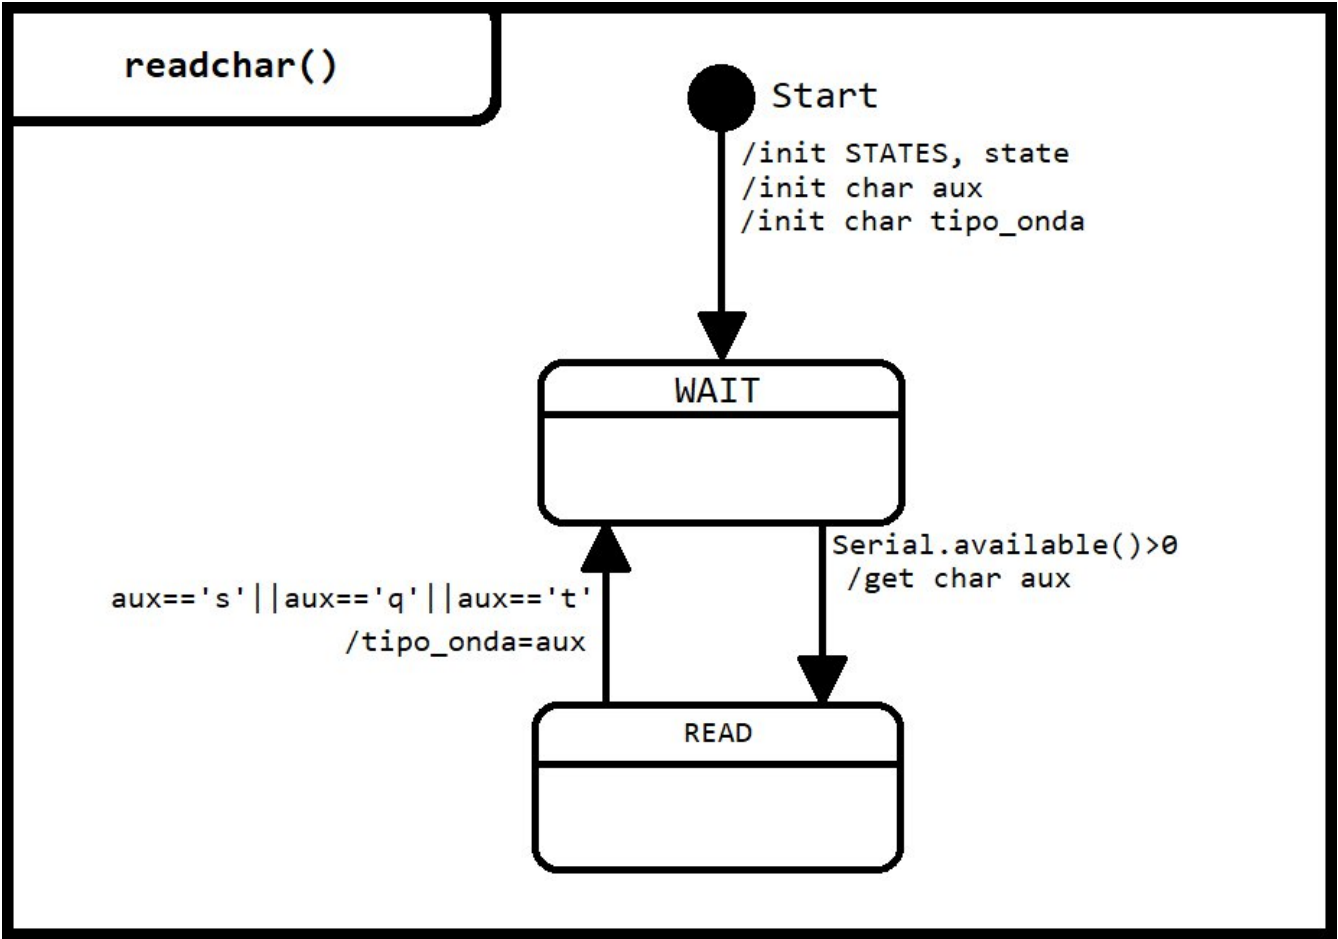 readchar()
Start
/init STATES, state
/init char aux
/init char tipo_onda
WAIT
Serial.available()>0
/get char aux
aux=='s'||aux=='q'||aux=='t'
/tipo_onda=aux
READ